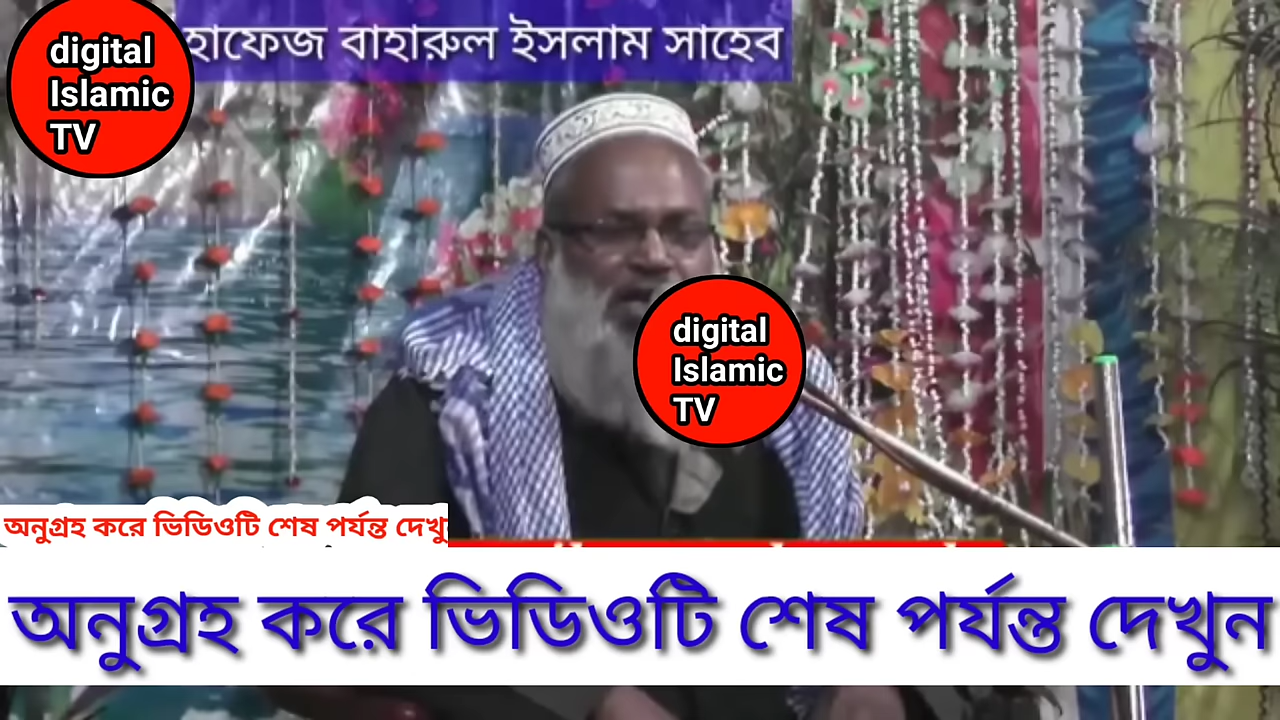 digital
Islamic
TV
হাফেজ বাহারুল ইসলাম সাহেব
digital
Islamic
TV
অনুগ্রহ করে ভিডিওটি শেষ পর্যন্ত
অনুগ্রহ করে ভিডিওটি শেষ পর্যন্ত দেখুন